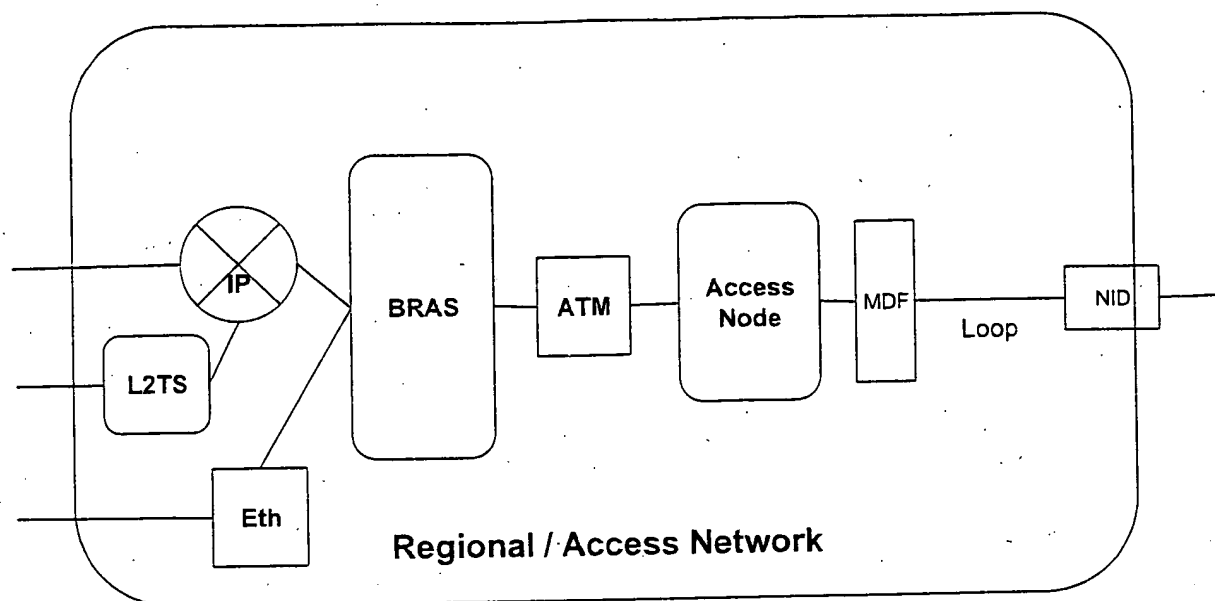 IP
BRAS
ATM
Access
Node
MDF
Loop
NID
L2TS
Eth
Regional / Access Network